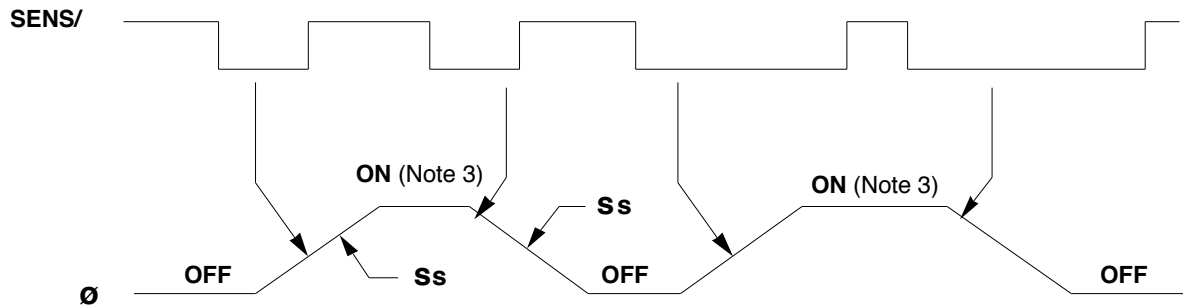 SENS/
ON (Note 3)
ON (Note 3)
Ss
OFF
Ss
OFF
OFF
ø